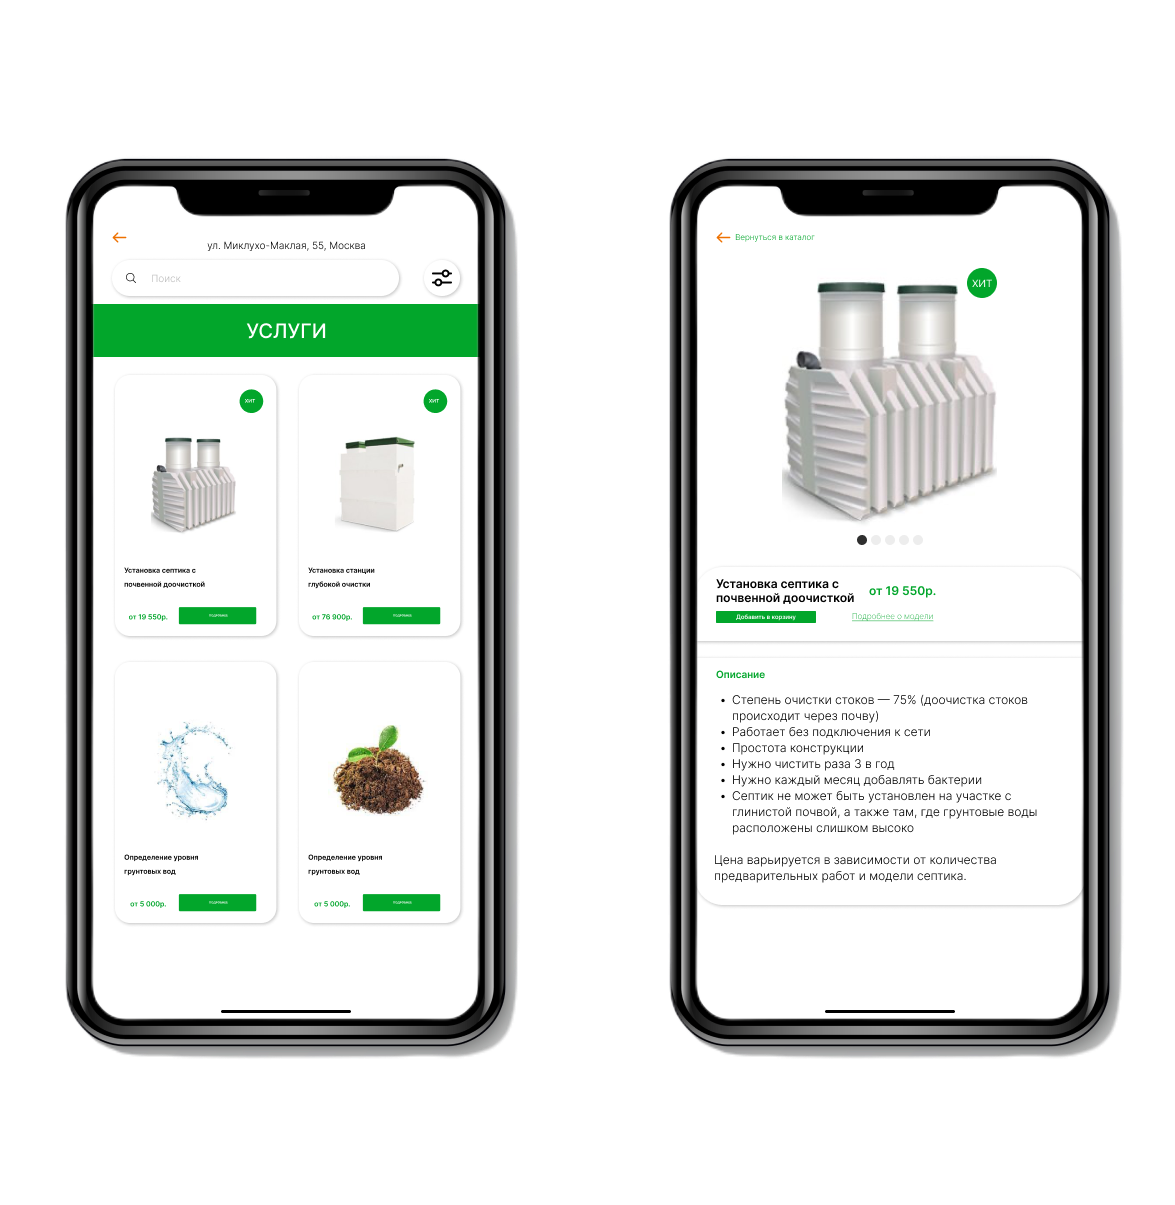 ул. Миклухо-Маклая, 55, Москва
Поиск
УСЛУГИ
ХИТ
ХИТ
Установка септика с
почвенной доочисткой
от 19 550р.
Установка станции
глубокой очистки
от 76 900р.
Определение уровня
грунтовых вод
от 5 000р.
Определение уровня
грунтовых вод
от 5 000р.
Вернуться в каталог
ХИТ
Установка септика с
почвенной доочисткой
от 19 550р.
Добавить в корзину
Подробнее о модели
Описание
• Степень очистки стоков — 75% (доочистка стоков
происходит через почву)
• Работает без подключения к сети
• Простота конструкции
• Нужно чистить раза 3 в год
• Нужно каждый месяц добавлять бактерии
• Септик не может быть установлен на участке с
глинистой почвой, а также там, где грунтовые воды
расположены слишком высоко
Цена варьируется в зависимости от количества
предварительных работ и модели септика.